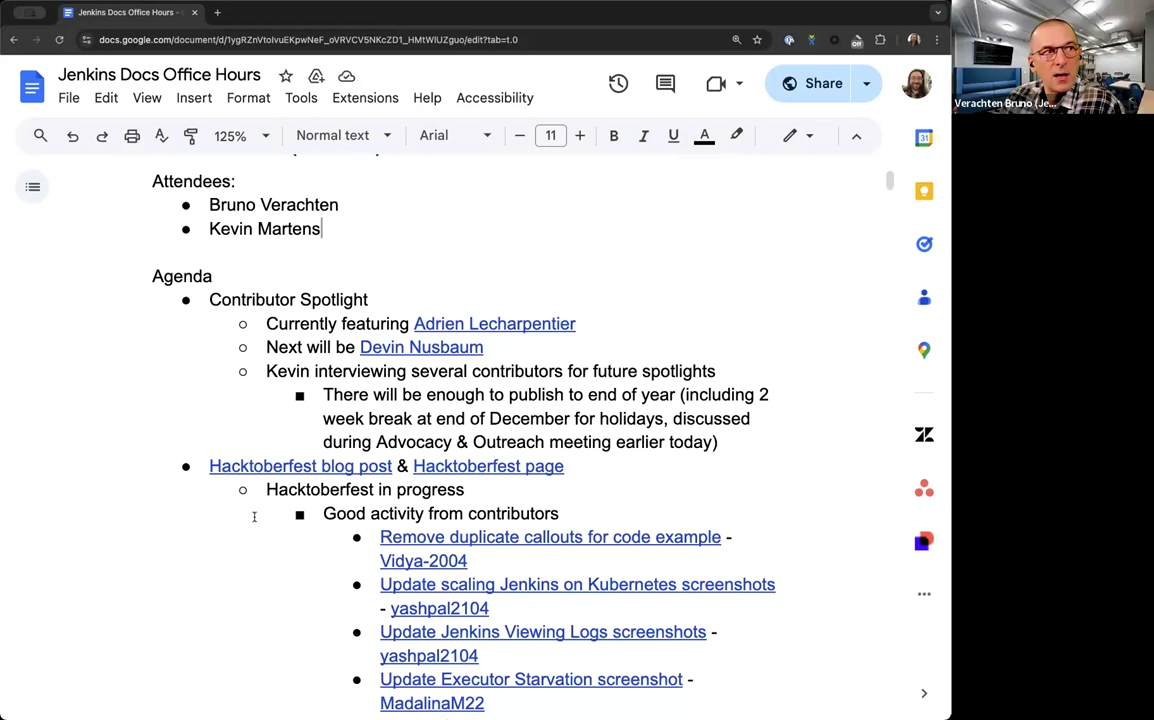 Jenkins Docs Office Hours -
docs.google.com/document/d/1ygRZnVtoIvuEKpwNeF_oVRVCV5NKcZD1_HMtWIUZguo/edit?tab=t.0
Off
Jenkins Docs Office Hours
File Edit View Insert Format Tools Extensions Help Accessibility
Share
125% Normal text Arial 11 B I U A
31
Attendees:
Bruno Verachten
Kevin Martens
Agenda
Contributor Spotlight
Currently featuring Adrien Lecharpentier
Next will be Devin Nusbaum
Kevin interviewing several contributors for future spotlights
There will be enough to publish to end of year (including 2
week break at end of December for holidays, discussed
during Advocacy & Outreach meeting earlier today)
Hacktoberfest blog post & Hacktoberfest page
Hacktoberfest in progress
Good activity from contributors
Remove duplicate callouts for code example -
Vidya-2004
Update scaling Jenkins on Kubernetes screenshots
- yashpal2104
Update Jenkins Viewing Logs screenshots -
yashpal2104
Update Executor Starvation screenshot -
MadalinaM22
Verachten Bruno (Je...